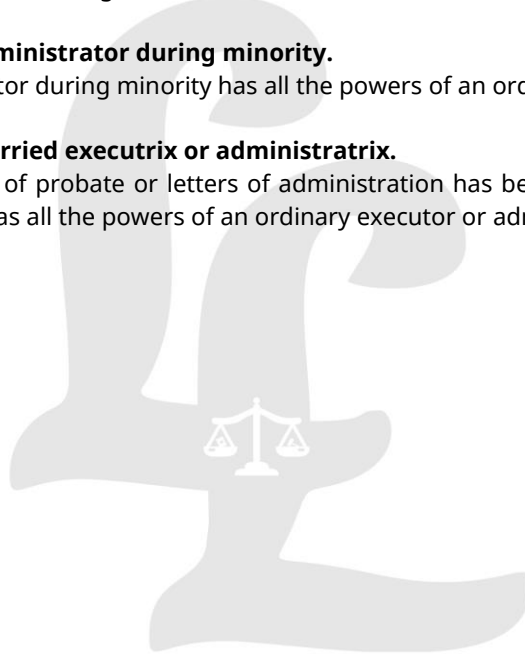 ministrator during minority.
tor during minority has all the powers of an ord
rried executrix or administratrix.
of probate or letters of administration has be
as all the powers of an ordinary executor or adr